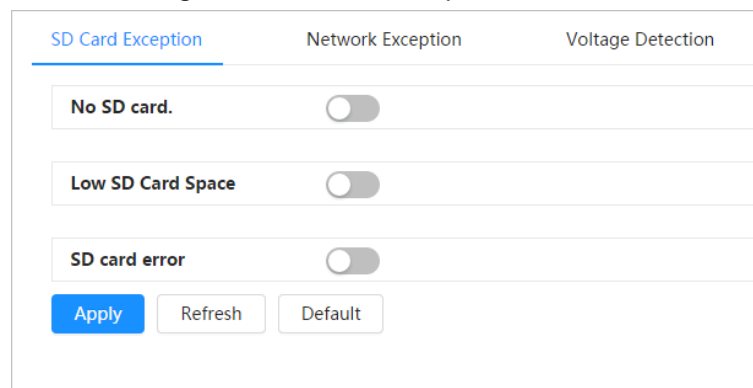 SD Card Exception Network Exception Voltage Detection
No SD card.
Low SD Card Space
SD card error
Apply Refresh Default